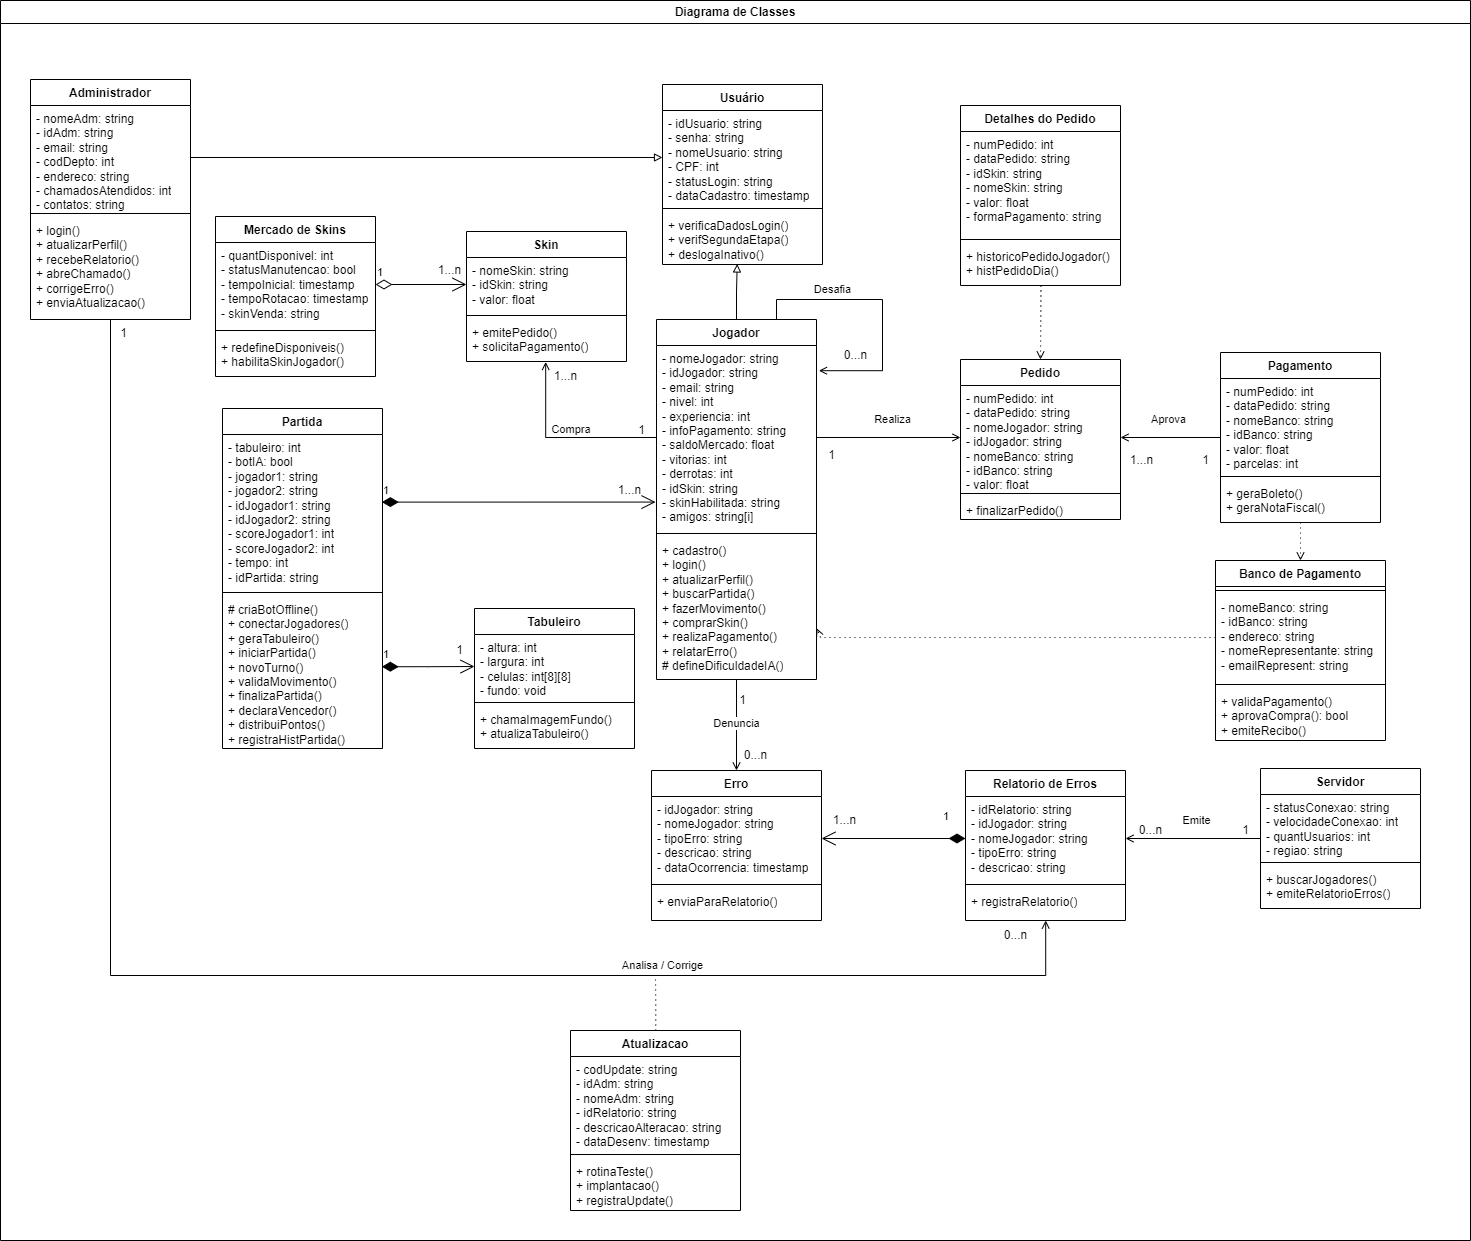 Diagrama de Classes
Administrador
- nomeAdm: string
- idAdm: string
- email: string
- codDepto: int
- endereco: string
- chamadosAtendidos: int
- contatos: string
+ login()
+ atualizarPerfil()
+ recebeRelatorio()
+ abreChamado()
+ corrigeErro()
+ enviaAtualizacao()
1
Usuário
- idUsuario: string
- senha: string
- nomeUsuario: string
- CPF: int
- statusLogin: string
- dataCadastro: timestamp
+ verificaDadosLogin()
+ verifSegundaEtapa()
+ deslogaInativo()
Detalhes do Pedido
- numPedido: int
- dataPedido: string
- idSkin: string
- nomeSkin: string
- valor: float
- formaPagamento: string
+ historicoPedidoJogador()
+ histPedidoDia()
Mercado de Skins
- quantDisponivel: int
- statusManutencao: bool
- tempoInicial: timestamp
- tempoRotacao: timestamp
- skinVenda: string
+ redefineDisponiveis()
+ habilitaSkinJogador()
1
1...n
Skin
- nomeSkin: string
- idSkin: string
- valor: float
+ emitePedido()
+ solicitaPagamento()
1...n
Compra
1
Desafia
0...n
Jogador
- nomeJogador: string
- idJogador: string
- email: string
- nivel: int
- experiencia: int
- infoPagamento: string
- saldoMercado: float
- vitorias: int
- derrotas: int
- idSkin: string
- skinHabilitada: string
- amigos: string[i]
+ cadastro()
+ login()
+ atualizarPerfil()
+ buscarPartida()
+ fazerMovimento()
+ comprarSkin()
+ realizaPagamento()
+ relatarErro()
# defineDificuldadeIA()
Realiza
1
Pedido
- numPedido: int
- dataPedido: string
- nomeJogador: string
- idJogador: string
- nomeBanco: string
- idBanco: string
- valor: float
+ finalizarPedido()
Aprova
1...n
1
Pagamento
- numPedido: int
- dataPedido: string
- nomeBanco: string
- idBanco: string
- valor: float
- parcelas: int
+ geraBoleto()
+ geraNotaFiscal()
Partida
- tabuleiro: int
- botIA: bool
- jogador1: string
- jogador2: string
- idJogador1: string
- idJogador2: string
- scoreJogador1: int
- scoreJogador2: int
- tempo: int
- idPartida: string
# criaBotOffline()
+ conectarJogadores()
+ geraTabuleiro()
+ iniciarPartida()
+ novoTurno()
+ validaMovimento()
+ finalizaPartida()
+ declaraVencedor()
+ distribuiPontos()
+ registraHistPartida()
1
1...n
1
1
Tabuleiro
- altura: int
- largura: int
- celulas: int[8][8]
- fundo: void
+ chamaImagemFundo()
+ atualizaTabuleiro()
Banco de Pagamento
- nomeBanco: string
- idBanco: string
- endereco: string
- nomeRepresentante: string
- emailRepresent: string
+ validaPagamento()
+ aprovaCompra(): bool
+ emiteRecibo()
1
Denuncia
0...n
Erro
- idJogador: string
- nomeJogador: string
- tipoErro: string
- descricao: string
- dataOcorrencia: timestamp
+ enviaParaRelatorio()
1...n
1
Relatorio de Erros
- idRelatorio: string
- idJogador: string
- nomeJogador: string
- tipoErro: string
- descricao: string
+ registraRelatorio()
0...n
Emite
0...n
1
Servidor
- statusConexao: string
- velocidadeConexao: int
- quantUsuarios: int
- regiao: string
+ buscarJogadores()
+ emiteRelatorioErros()
Analisa / Corrige
Atualizacao
- codUpdate: string
- idAdm: string
- nomeAdm: string
- idRelatorio: string
- descricaoAlteracao: string
- dataDesenv: timestamp
+ rotinaTeste()
+ implantacao()
+ registraUpdate()